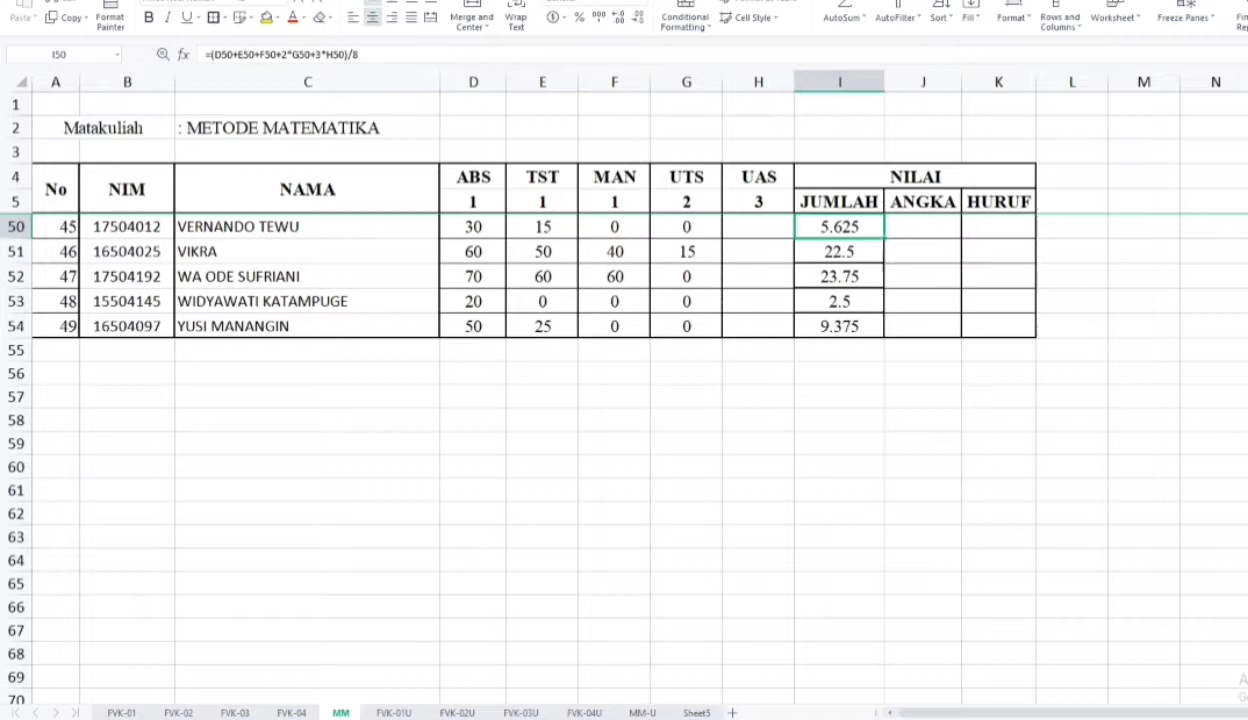 Paste Copy Format Painter B I U A Merge and Center Wrap Text % 000 Conditional Formatting Cell Style AutoSum AutoFilter Sort Fill Format Rows and Columns Worksheet Freeze Panes
I50 fx =(D50+E50+F50+2*G50+3*H50)/8
A B C D E F G H I J K L M N
1
2 Matakuliah : METODE MATEMATIKA
3
4 No NIM NAMA ABS TST MAN UTS UAS NILAI
5 1 1 1 2 3 JUMLAH ANGKA HURUF
50 45 17504012 VERNANDO TEWU 30 15 0 0 5.625
51 46 16504025 VIKRA 60 50 40 15 22.5
52 47 17504192 WA ODE SUFRIANI 70 60 60 0 23.75
53 48 15504145 WIDYAWATI KATAMPUGE 20 0 0 0 2.5
54 49 16504097 YUSI MANANGIN 50 25 0 0 9.375
55
56
57
58
59
60
61
62
63
64
65
66
67
68
69
70
FVK-01 FVK-02 FVK-03 FVK-04 MM FVK-01U FVK-02U FVK-03U FVK-04U MM-U Sheet5 +